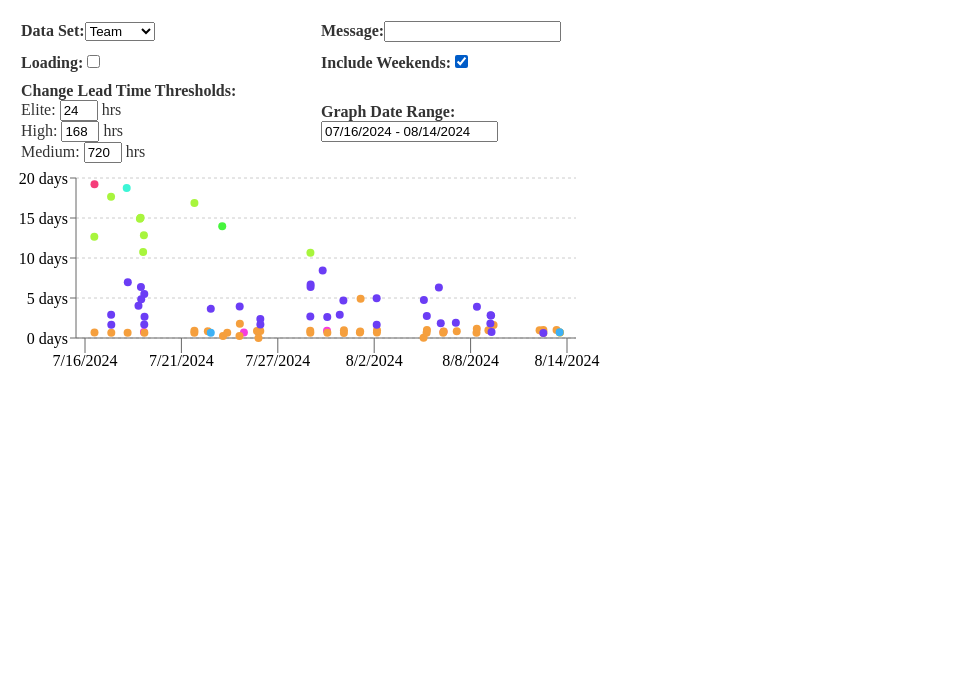 Data Set: Team
Message:
Loading:
Include Weekends:
Change Lead Time Thresholds:
Elite: 24 hrs
High: 168 hrs
Medium: 720 hrs
Graph Date Range:
07/16/2024 - 08/14/2024
20 days
15 days
10 days
5 days
0 days
7/16/2024 7/21/2024 7/27/2024 8/2/2024 8/8/2024 8/14/2024